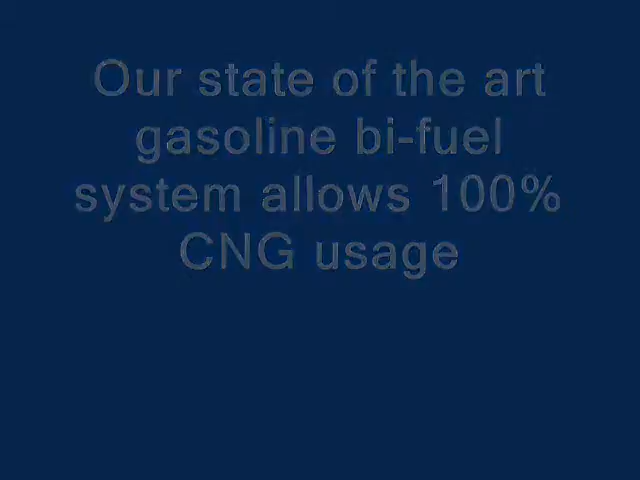 Our state of the art
gasoline bi-fuel
system allows 100%
CNG usage